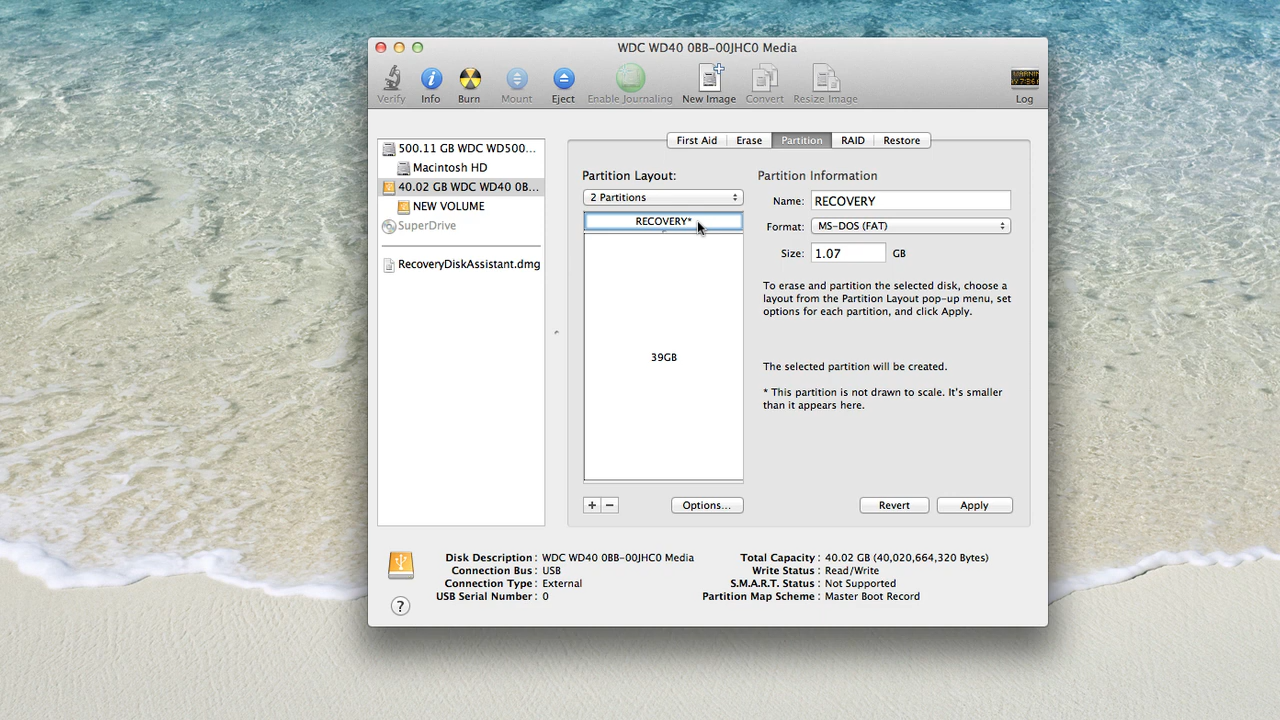 WDC WD40 0BB-00JHC0 Media
Verify Info Burn Mount Eject Enable Journaling New Image Convert Resize Image Log
First Aid Erase Partition RAID Restore
500.11 GB WDC WD500...
Macintosh HD
40.02 GB WDC WD40 0B...
NEW VOLUME
SuperDrive
RecoveryDiskAssistant.dmg
Partition Layout:
2 Partitions
RECOVERY*
39GB
Options...
Partition Information
Name: RECOVERY
Format: MS-DOS (FAT)
Size: 1.07 GB
To erase and partition the selected disk, choose a
layout from the Partition Layout pop-up menu, set
options for each partition, and click Apply.
The selected partition will be created.
* This partition is not drawn to scale. It's smaller
than it appears here.
Revert Apply
Disk Description : WDC WD40 0BB-00JHC0 Media
Connection Bus : USB
Connection Type : External
USB Serial Number : 0
Total Capacity : 40.02 GB (40,020,664,320 Bytes)
Write Status : Read/Write
S.M.A.R.T. Status : Not Supported
Partition Map Scheme : Master Boot Record
?